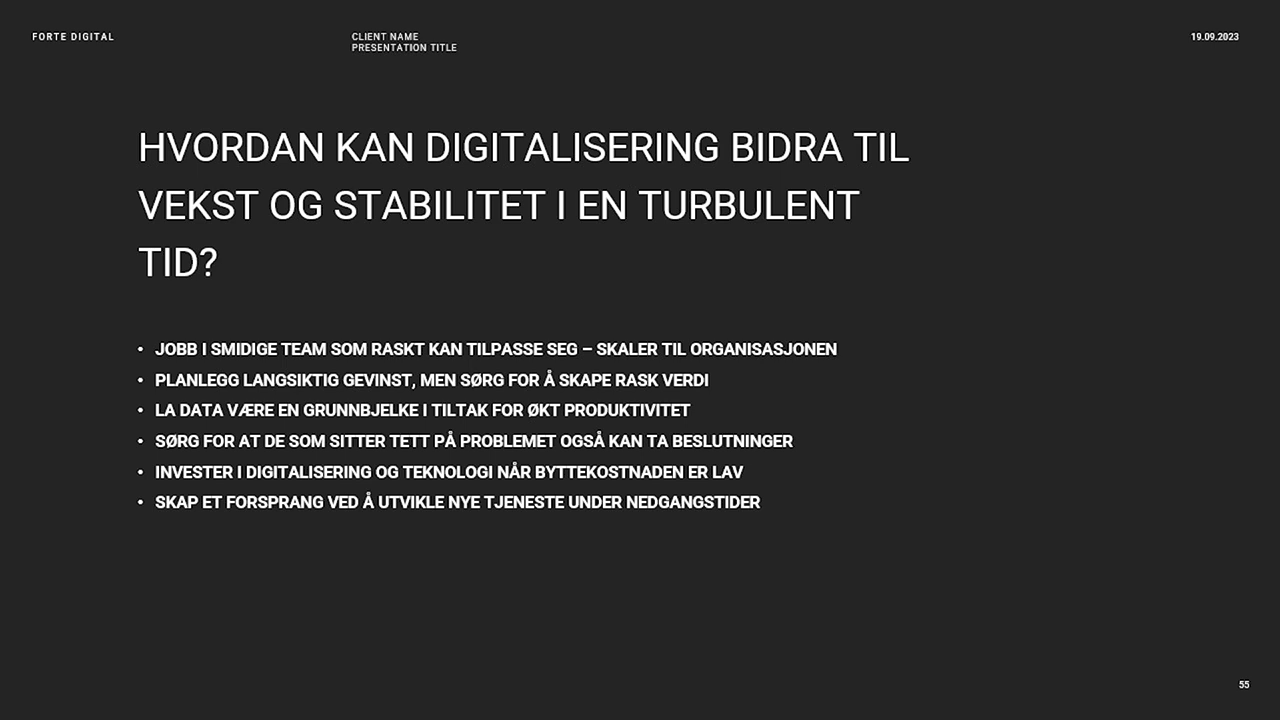 FORTE DIGITAL
CLIENT NAME
PRESENTATION TITLE
19.09.2023
HVORDAN KAN DIGITALISERING BIDRA TIL
VEKST OG STABILITET I EN TURBULENT
TID?
• JOBB I SMIDIGE TEAM SOM RASKT KAN TILPASSE SEG – SKALER TIL ORGANISASJONEN
• PLANLEGG LANGSIKTIG GEVINST, MEN SØRG FOR Å SKAPE RASK VERDI
• LA DATA VÆRE EN GRUNNBJELKE I TILTAK FOR ØKT PRODUKTIVITET
• SØRG FOR AT DE SOM SITTER TETT PÅ PROBLEMET OGSÅ KAN TA BESLUTNINGER
• INVESTER I DIGITALISERING OG TEKNOLOGI NÅR BYTTEKOSTNADEN ER LAV
• SKAP ET FORSPRANG VED Å UTVIKLE NYE TJENESTE UNDER NEDGANGSTIDER
55